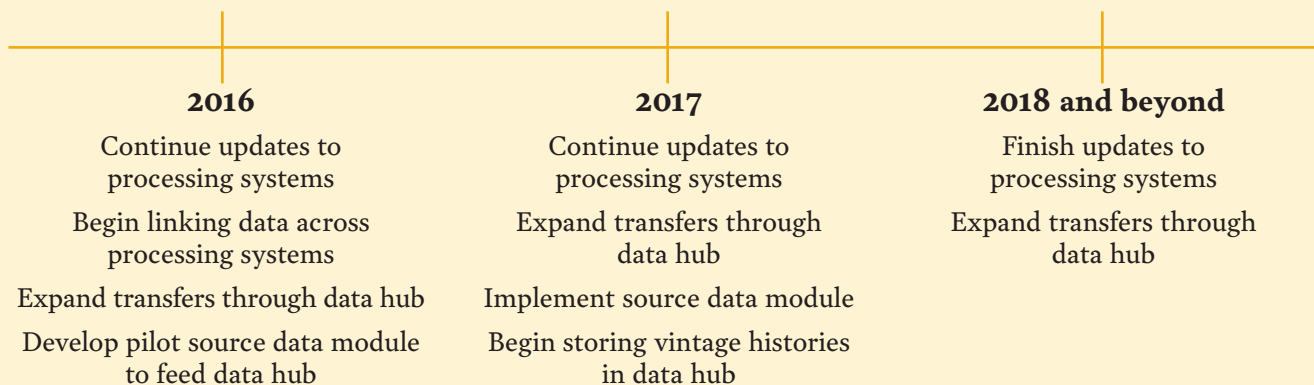 2016
Continue updates to
processing systems
Begin linking data across
processing systems
Expand transfers through data hub
Develop pilot source data module
to feed data hub
2017
Continue updates to
processing systems
Expand transfers through
data hub
Implement source data module
Begin storing vintage histories
in data hub
2018 and beyond
Finish updates to
processing systems
Expand transfers through
data hub